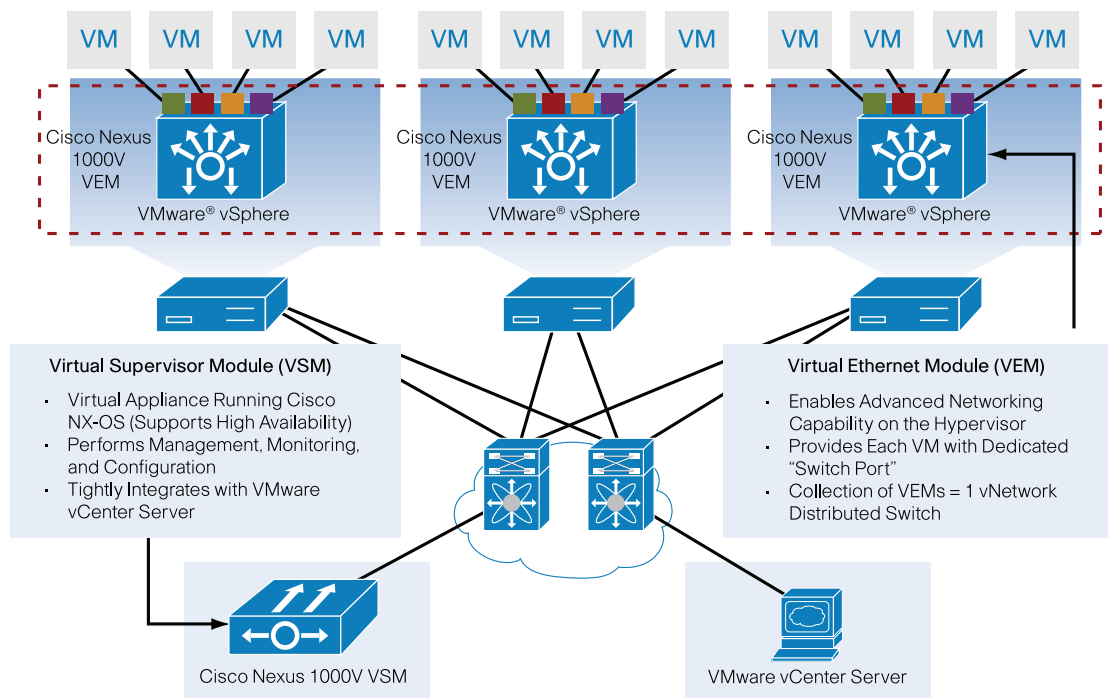 VM VM VM VM VM VM VM VM VM VM VM VM
Cisco Nexus
1000V
VEM
VMware® vSphere
Cisco Nexus
1000V
VEM
VMware® vSphere
Cisco Nexus
1000V
VEM
VMware® vSphere
Virtual Supervisor Module (VSM)
· Virtual Appliance Running Cisco
NX-OS (Supports High Availability)
· Performs Management, Monitoring,
and Configuration
· Tightly Integrates with VMware
vCenter Server
Virtual Ethernet Module (VEM)
· Enables Advanced Networking
Capability on the Hypervisor
· Provides Each VM with Dedicated
“Switch Port”
· Collection of VEMs = 1 vNetwork
Distributed Switch
Cisco Nexus 1000V VSM
VMware vCenter Server